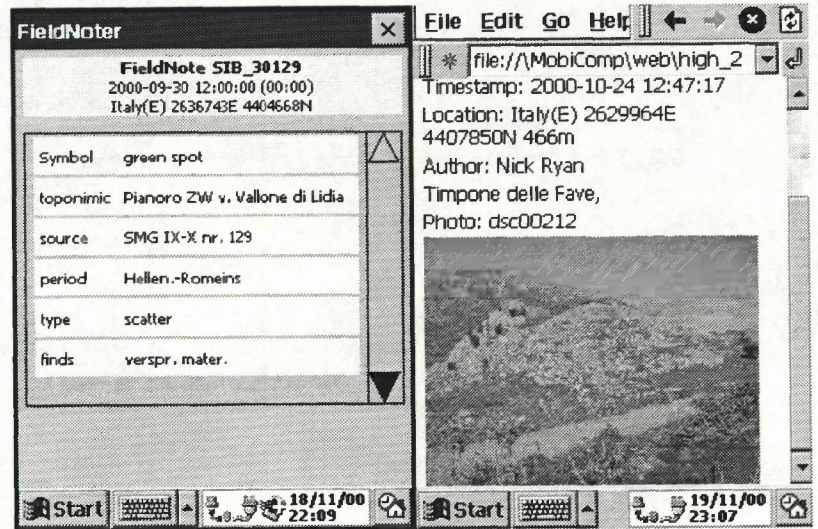 FieldNoter
FieldNote SIB_30129
2000-09-30 12:00:00 (00:00)
Italy(E) 2636743E 4404668N
Symbol green spot
toponimic Pianoro ZW v. Vallone di Lidia
source SMG IX-X nr. 129
period Hellen.-Romeins
type scatter
finds verspr. mater.
Start 18/11/00
22:09
File Edit Go Help
file://\MobiComp\web\high_2
Timestamp: 2000-10-24 12:47:17
Location: Italy(E) 2629964E
4407850N 466m
Author: Nick Ryan
Timpone delle Fave,
Photo: dsc00212
Start 19/11/00
23:07